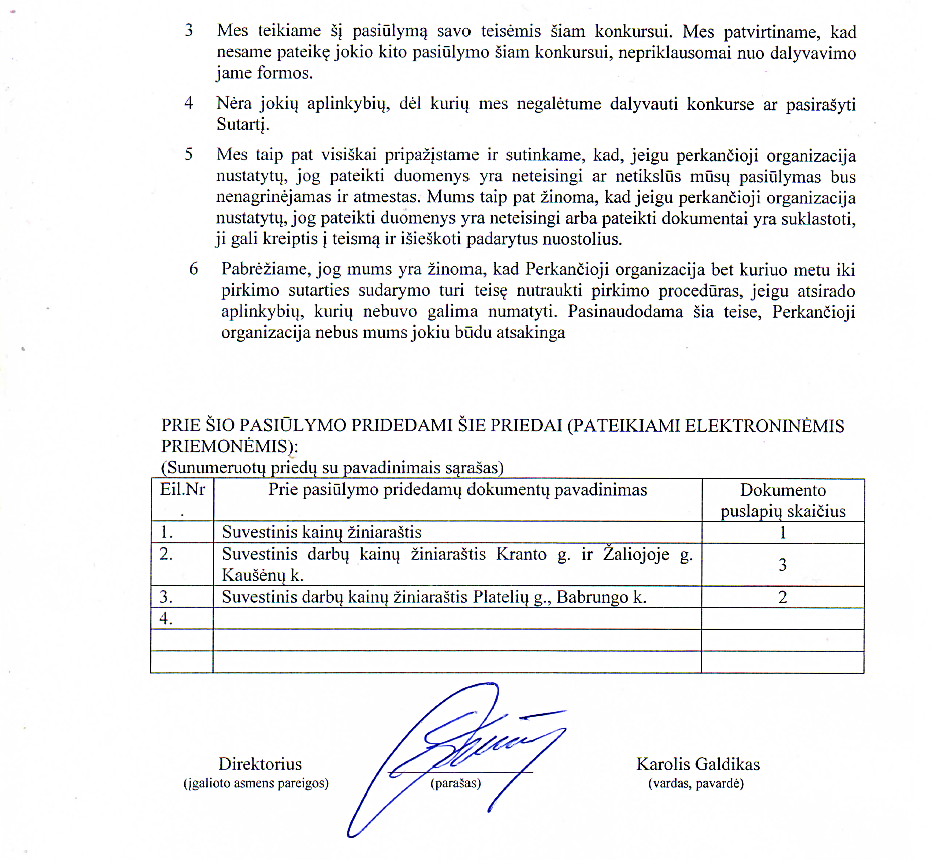 3 Mes teikiame šį pasiūlymą savo teisėmis šiam konkursui. Mes patvirtiname, kad
nesame pateikę jokio kito pasiūlymo šiam konkursui, nepriklausomai nuo dalyvavimo
jame formos.
4 Nėra jokių aplinkybių, dėl kurių mes negalėtume dalyvauti konkurse ar pasirašyti
Sutartį.
5 Mes taip pat visiškai pripažįstame ir sutinkame, kad, jeigu perkančioji organizacija
nustatytų, jog pateikti duomenys yra neteisingi ar netikslūs mūsų pasiūlymas bus
nenagrinėjamas ir atmestas. Mums taip pat žinoma, kad jeigu perkančioji organizacija
nustatytų, jog pateikti duomenys yra neteisingi arba pateikti dokumentai yra suklastoti,
ji gali kreiptis į teismą ir išieškoti padarytus nuostolius.
6 Pabrėžiame, jog mums yra žinoma, kad Perkančioji organizacija bet kuriuo metu iki
pirkimo sutarties sudarymo turi teisę nutraukti pirkimo procedūras, jeigu atsirado
aplinkybių, kurių nebuvo galima numatyti. Pasinaudodama šia teise, Perkančioji
organizacija nebus mums jokiu būdu atsakinga
PRIE ŠIO PASIŪLYMO PRIDEDAMI ŠIE PRIEDAI (PATEIKIAMI ELEKTRONINĖMIS
PRIEMONĖMIS):
(Sunumeruotų priedų su pavadinimais sąrašas)
Eil.Nr Prie pasiūlymo pridedamų dokumentų pavadinimas Dokumento
. puslapių skaičius
1. Suvestinis kainų žiniaraštis 1
2. Suvestinis darbų kainų žiniaraštis Kranto g. ir Žaliojoje g.
Kaušėnų k. 3
3. Suvestinis darbų kainų žiniaraštis Platelių g., Babrungo k. 2
4.
Direktorius Karolis Galdikas
(įgalioto asmens pareigos) (parašas) (vardas, pavardė)